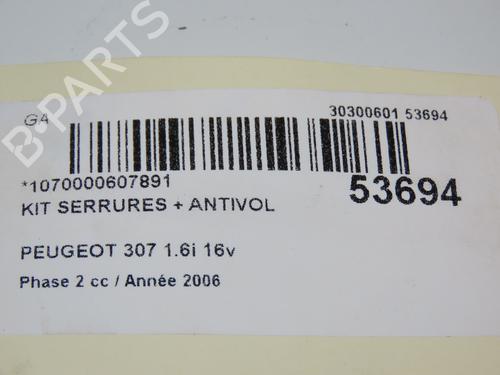 GA
30300601 53694
*1070000607891
53694
KIT SERRURES + ANTIVOL
PEUGEOT 307 1.6i 16v
Phase 2 cc / Année 2006
B-PARTS